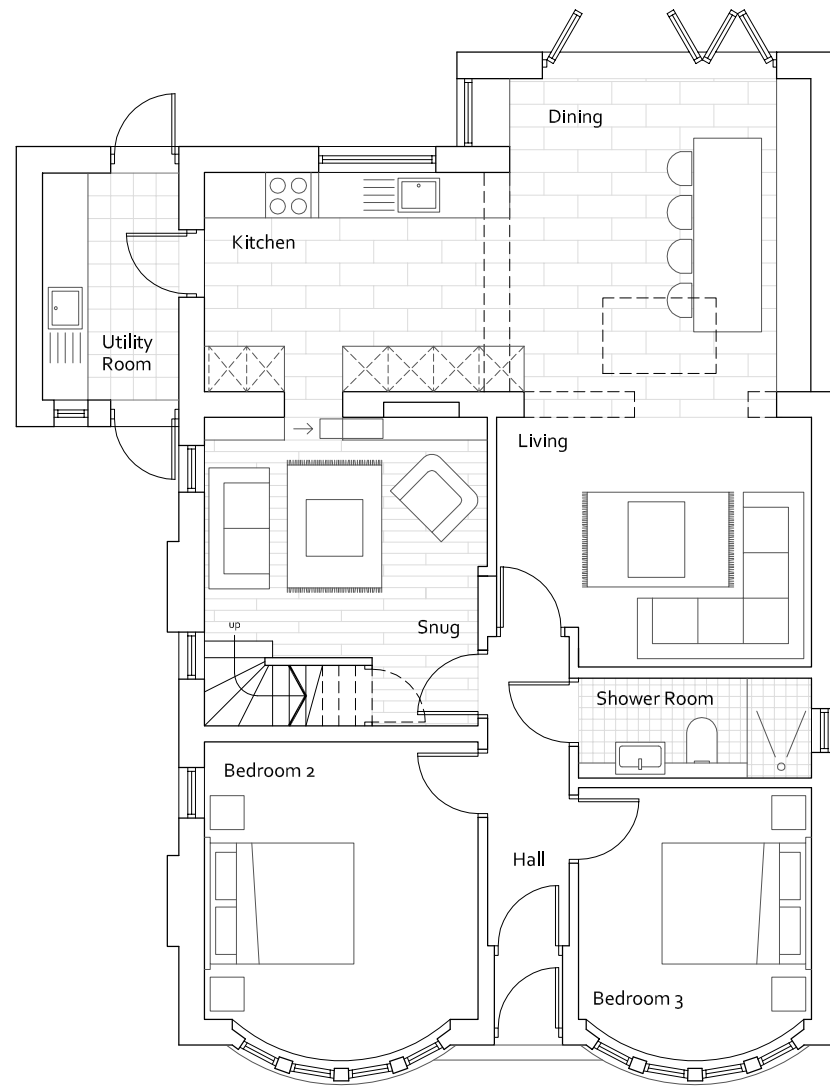 Dining
Kitchen
Utility
Room
Living
up
Snug
Shower Room
Bedroom 2
Hall
Bedroom 3